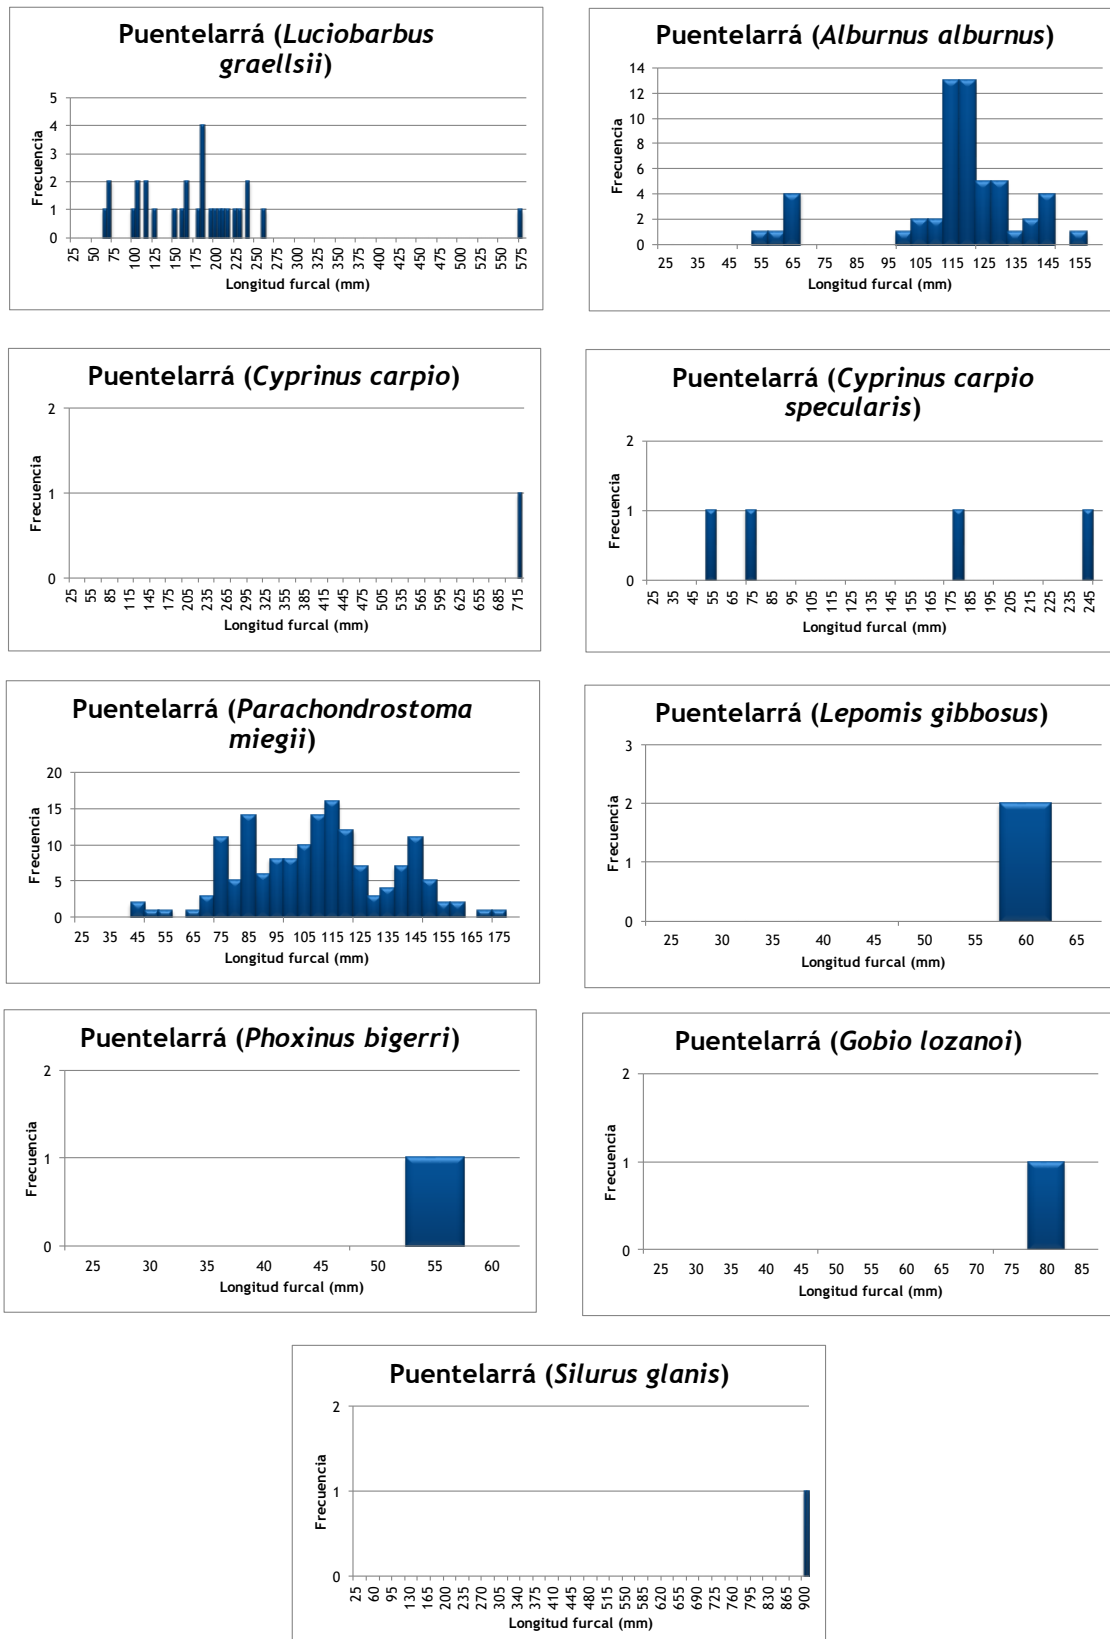 Puentelarrá (Luciobarbus
graellsii)
5
4
3
2
1
0
Frecuencia
25 50 75 100 125 150 175 200 225 250 275 300 325 350 375 400 425 450 475 500 525 550 575
Longitud furcal (mm)
Puentelarrá (Alburnus alburnus)
14
12
10
8
6
4
2
0
Frecuencia
25 35 45 55 65 75 85 95 105 115 125 135 145 155
Longitud furcal (mm)
Puentelarrá (Cyprinus carpio)
2
1
0
Frecuencia
25 55 85 115 145 175 205 235 265 295 325 355 385 415 445 475 505 535 565 595 625 655 685 715
Longitud furcal (mm)
Puentelarrá (Cyprinus carpio
specularis)
2
1
0
Frecuencia
25 35 45 55 65 75 85 95 105 115 125 135 145 155 165 175 185 195 205 215 225 235 245
Longitud furcal (mm)
Puentelarrá (Parachondrostoma
miegii)
20
15
10
5
0
Frecuencia
25 35 45 55 65 75 85 95 105 115 125 135 145 155 165 175
Longitud furcal (mm)
Puentelarrá (Lepomis gibbosus)
3
2
1
0
Frecuencia
25 30 35 40 45 50 55 60 65
Longitud furcal (mm)
Puentelarrá (Phoxinus bigerri)
2
1
0
Frecuencia
25 30 35 40 45 50 55 60
Longitud furcal (mm)
Puentelarrá (Gobio lozanoi)
2
1
0
Frecuencia
25 30 35 40 45 50 55 60 65 70 75 80 85
Longitud furcal (mm)
Puentelarrá (Silurus glanis)
2
1
0
Frecuencia
25 60 95 130 165 200 235 270 305 340 375 410 445 480 515 550 585 620 655 690 725 760 795 830 865 900
Longitud furcal (mm)